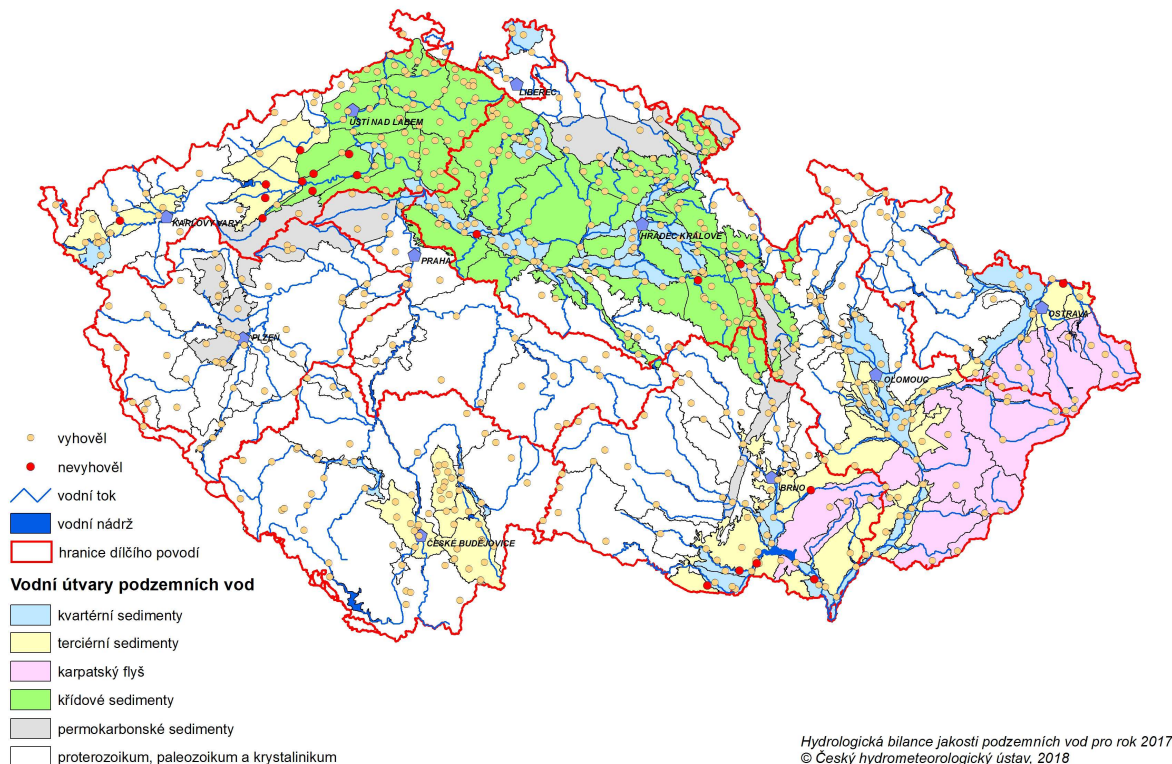 LIBEREC
ÚSTÍ NAD LABEM
KARLOVY VARY
HRADEC KRÁLOVÉ
PRAHA
OSTRAVA
PLZEŇ
OLOMOUC
BRNO
ČESKÉ BUDĚJOVICE
vyhověl
nevyhověl
vodní tok
vodní nádrž
hranice dílčího povodí
Vodní útvary podzemních vod
kvartérní sedimenty
terciérní sedimenty
karpatský flyš
křídové sedimenty
permokarbonské sedimenty
proterozoikum, paleozoikum a krystalinikum
Hydrologická bilance jakosti podzemních vod pro rok 2017
© Český hydrometeorologický ústav, 2018